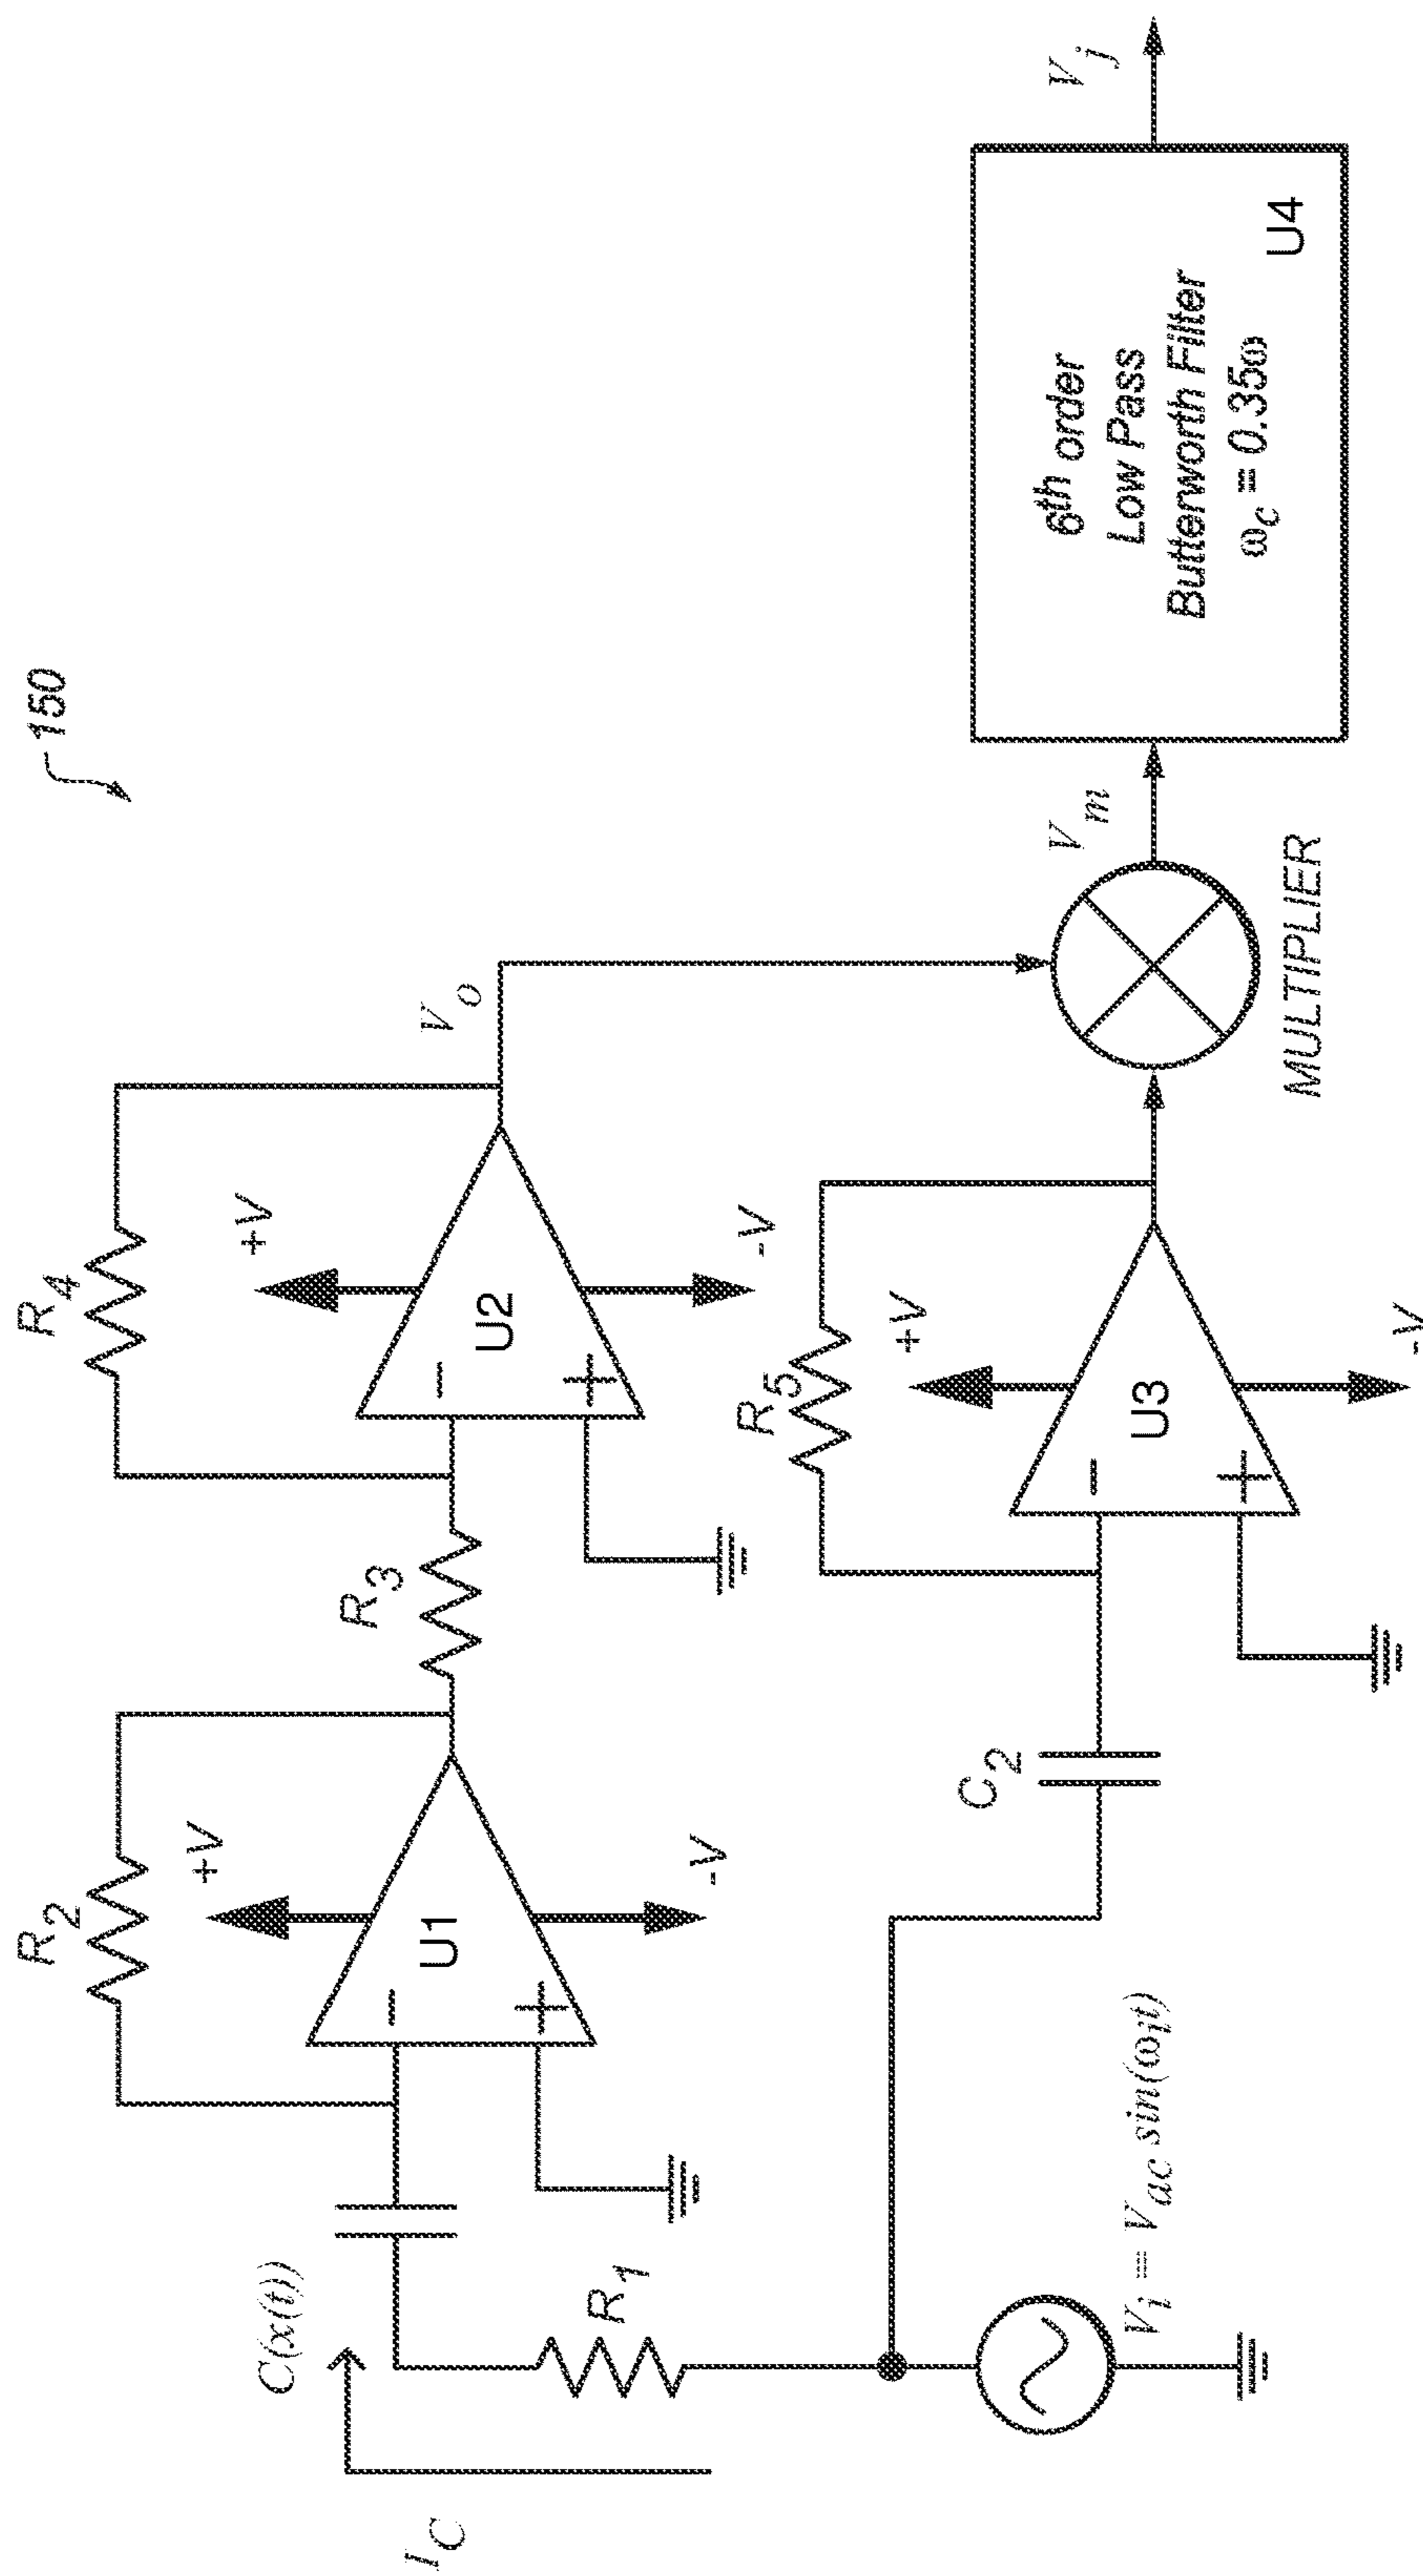 150
R4
+V
U2
−
+
-V
Vo
R2
+V
U1
−
+
-V
R3
C(x(t))
IC
R1
Vi = Vac sin(ωit)
C2
R5
+V
U3
−
+
-V
MULTIPLIER
Vm
6th order
Low Pass
Butterworth Filter
ωc = 0.35ω
U4
Vj